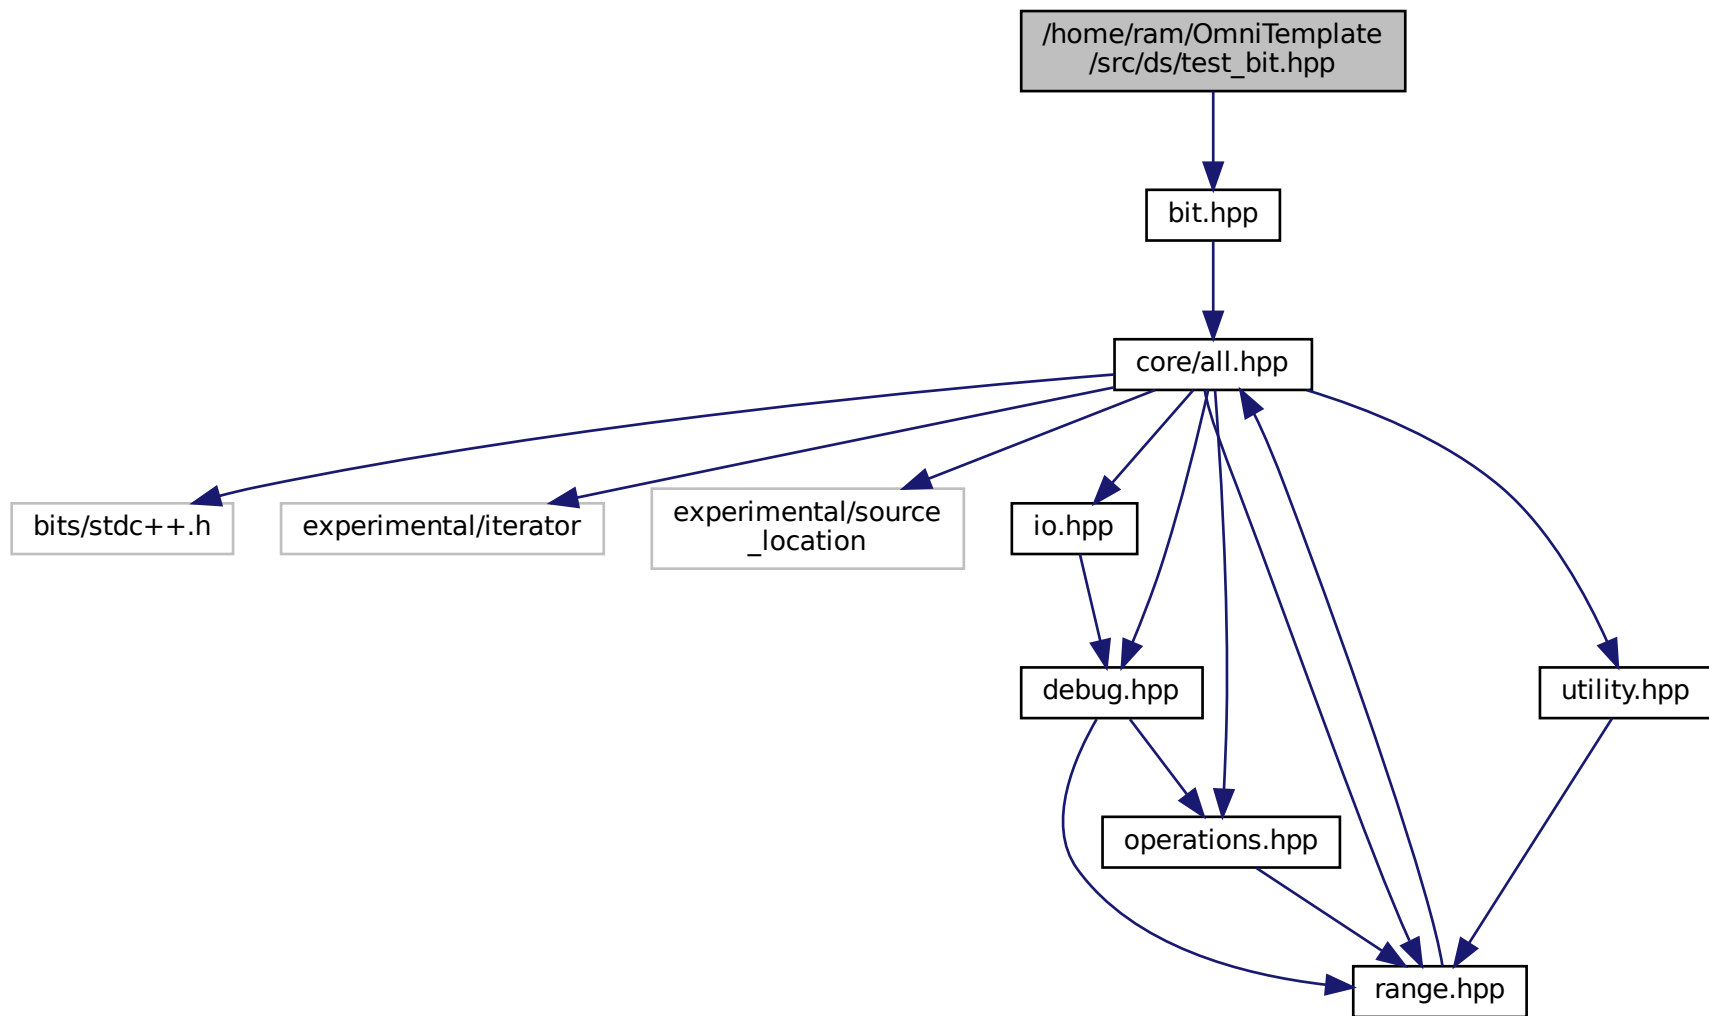 /home/ram/OmniTemplate
/src/ds/test_bit.hpp
bit.hpp
core/all.hpp
bits/stdc++.h
experimental/iterator
experimental/source
_location
io.hpp
debug.hpp
utility.hpp
operations.hpp
range.hpp